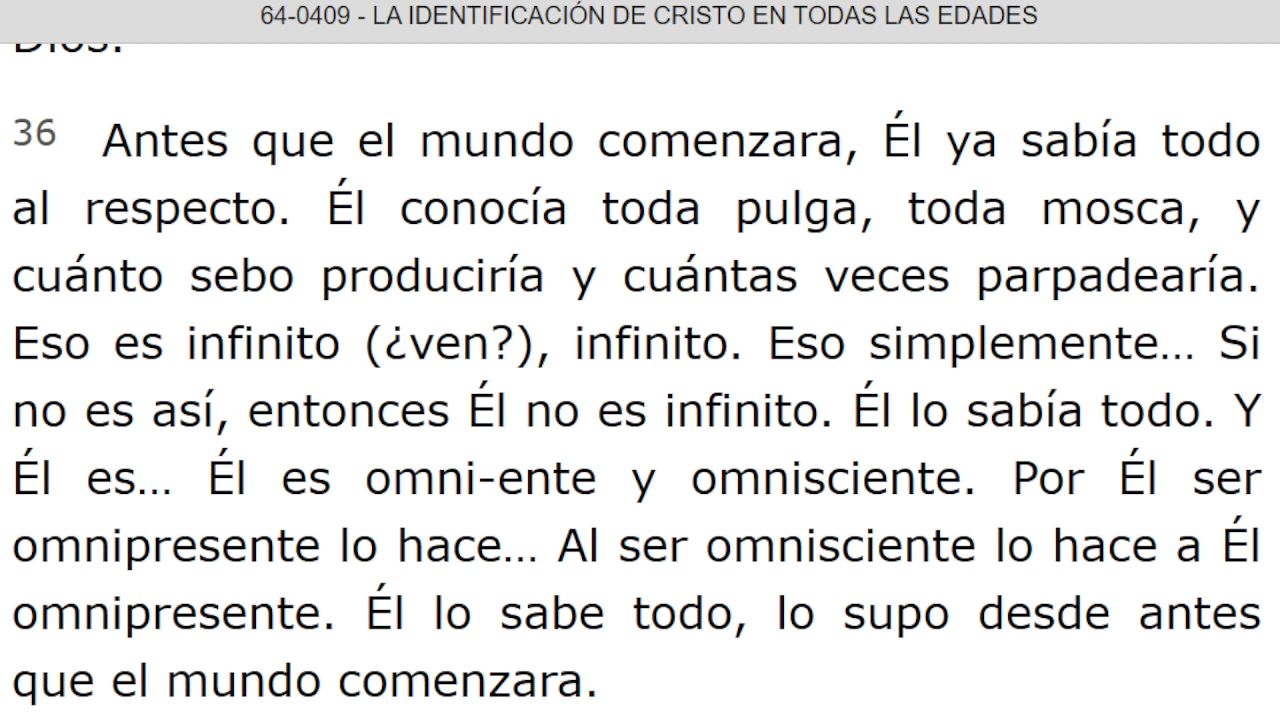 64-0409 - LA IDENTIFICACIÓN DE CRISTO EN TODAS LAS EDADES
Dios.
36 Antes que el mundo comenzara, Él ya sabía todo
al respecto. Él conocía toda pulga, toda mosca, y
cuánto sebo produciría y cuántas veces parpadearía.
Eso es infinito (¿ven?), infinito. Eso simplemente... Si
no es así, entonces Él no es infinito. Él lo sabía todo. Y
Él es... Él es omni-ente y omnisciente. Por Él ser
omnipresente lo hace... Al ser omnisciente lo hace a Él
omnipresente. Él lo sabe todo, lo supo desde antes
que el mundo comenzara.